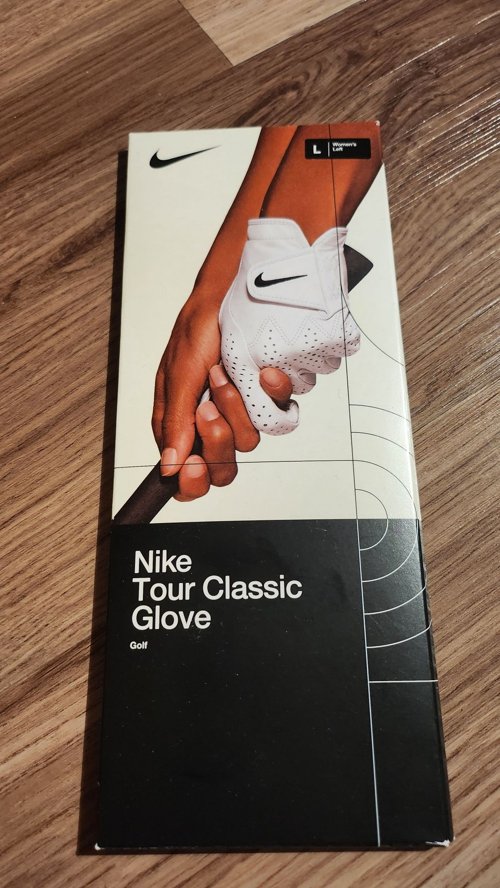 L
Women's
Left
Nike
Tour Classic
Glove
Golf